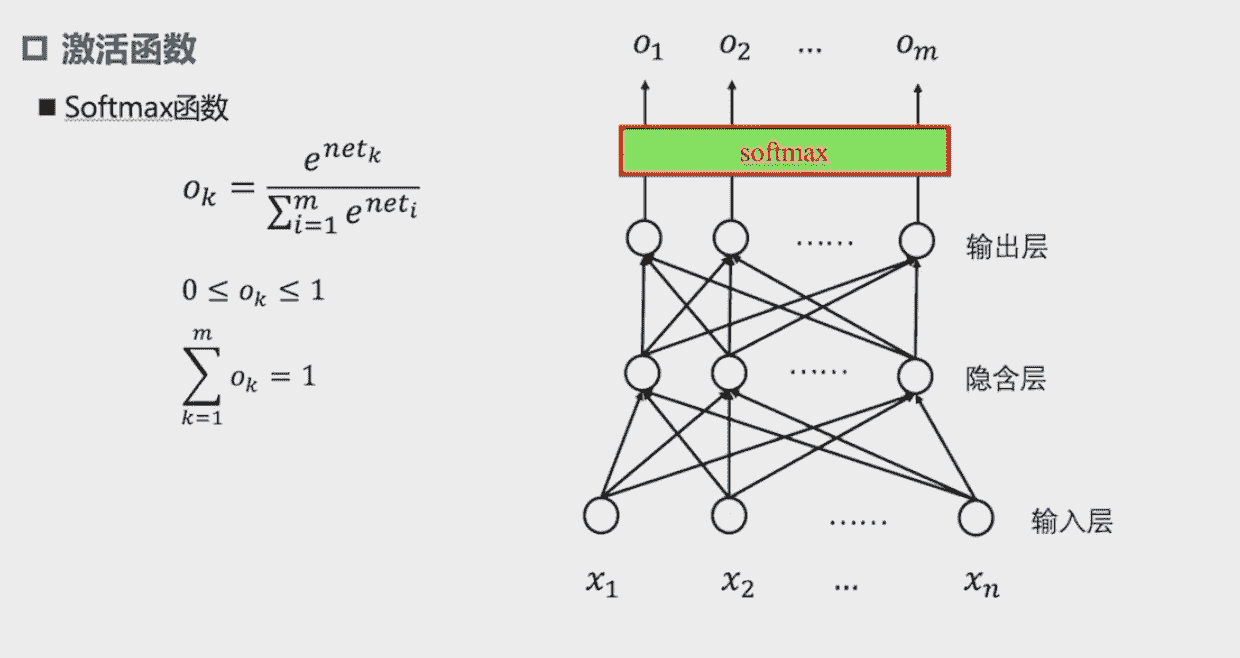 激活函数
Softmax函数
o_k = \frac{e^{net_k}}{\sum_{i=1}^{m} e^{net_i}}
0 ≤ o_k ≤ 1
\sum_{k=1}^{m} o_k = 1
o_1 o_2 ... o_m
softmax
…… 输出层
…… 隐含层
…… 输入层
x_1 x_2 ... x_n